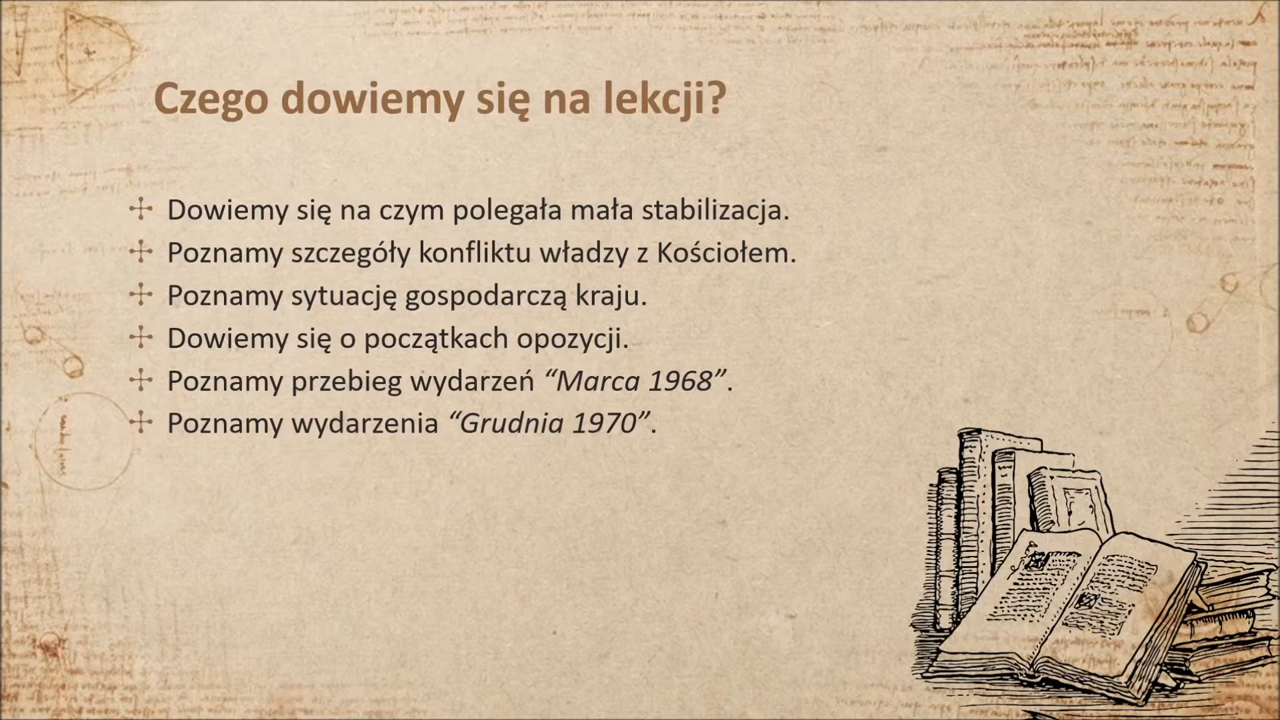 Czego dowiemy się na lekcji?
Dowiemy się na czym polegała mała stabilizacja.
Poznamy szczegóły konfliktu władzy z Kościołem.
Poznamy sytuację gospodarczą kraju.
Dowiemy się o początkach opozycji.
Poznamy przebieg wydarzeń “Marca 1968”.
Poznamy wydarzenia “Grudnia 1970”.